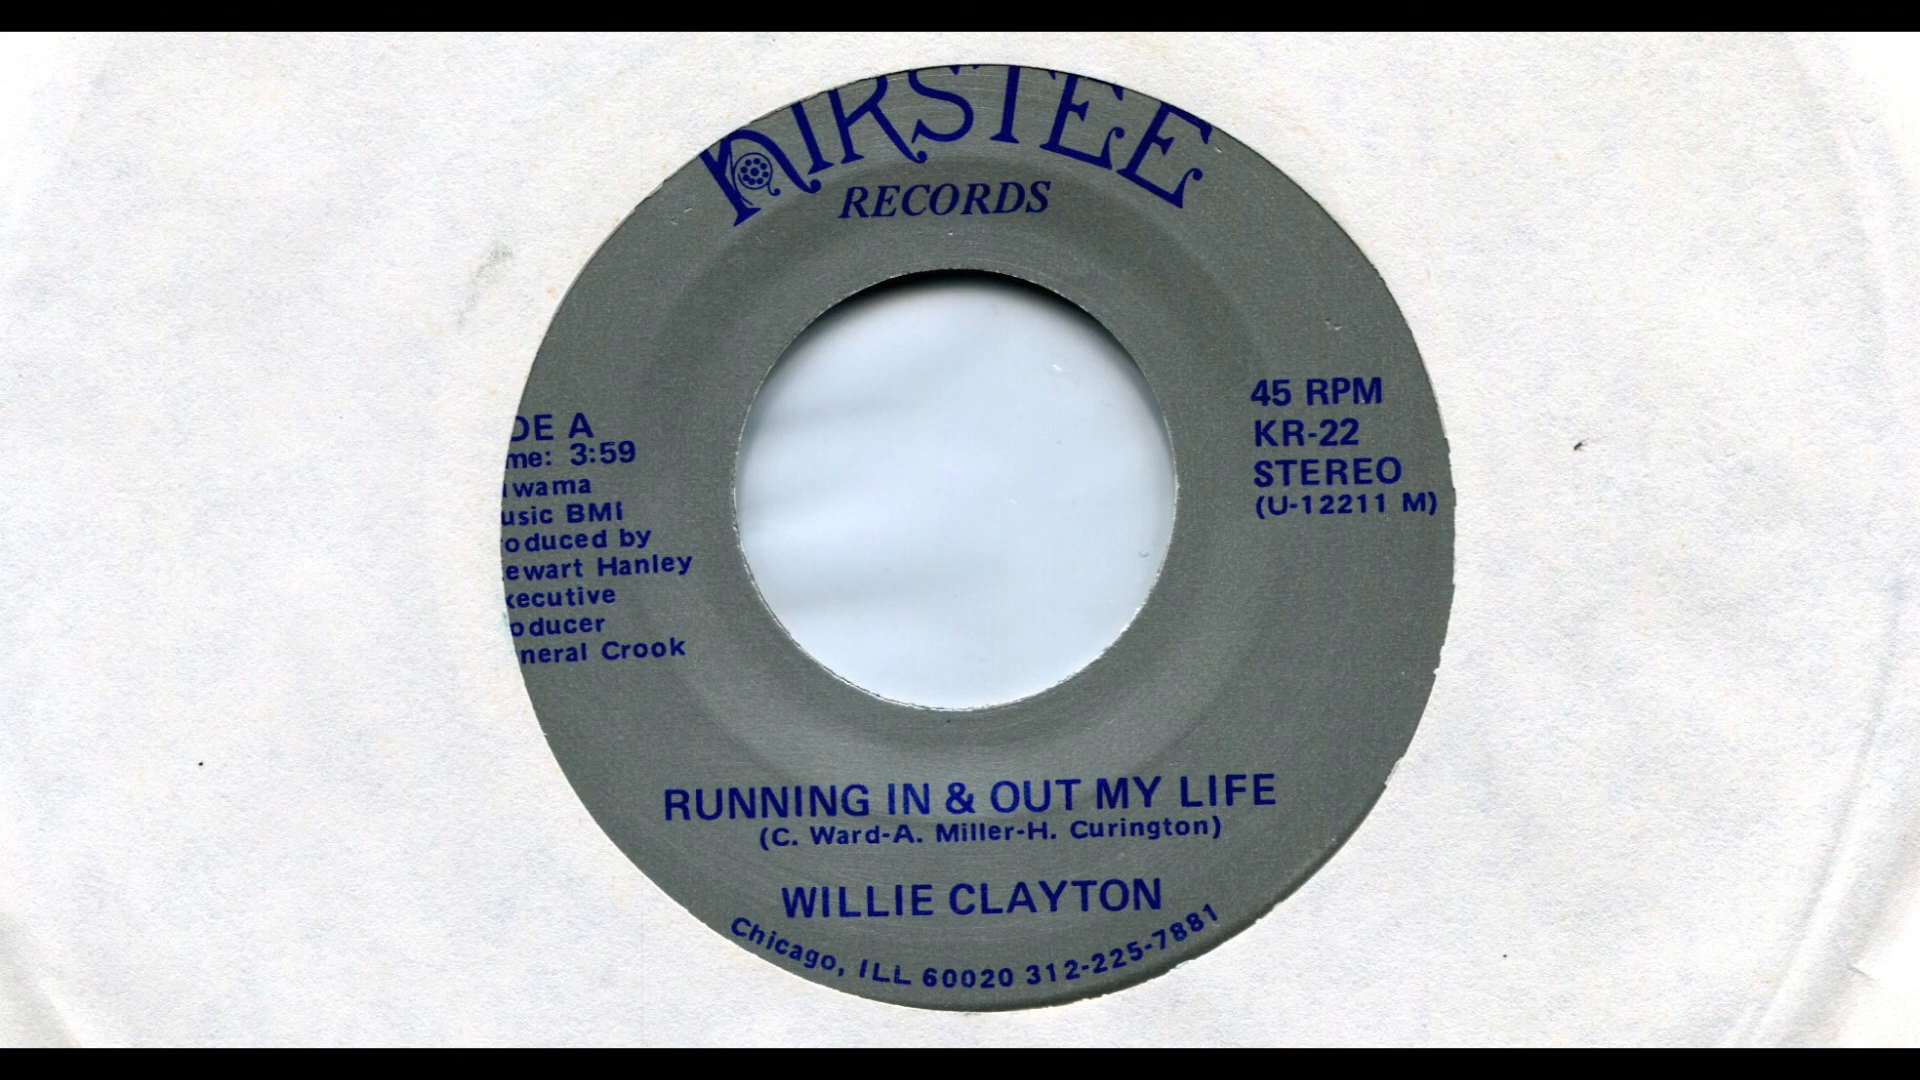 KIRSTEE
RECORDS
45 RPM
KR-22
STEREO
(U-12211 M)
DE A
me: 3:59
wama
usic BMI
oduced by
ewart Hanley
xecutive
oducer
neral Crook
RUNNING IN & OUT MY LIFE
(C. Ward-A. Miller-H. Curington)
WILLIE CLAYTON
Chicago, ILL 60020 312-225-7881